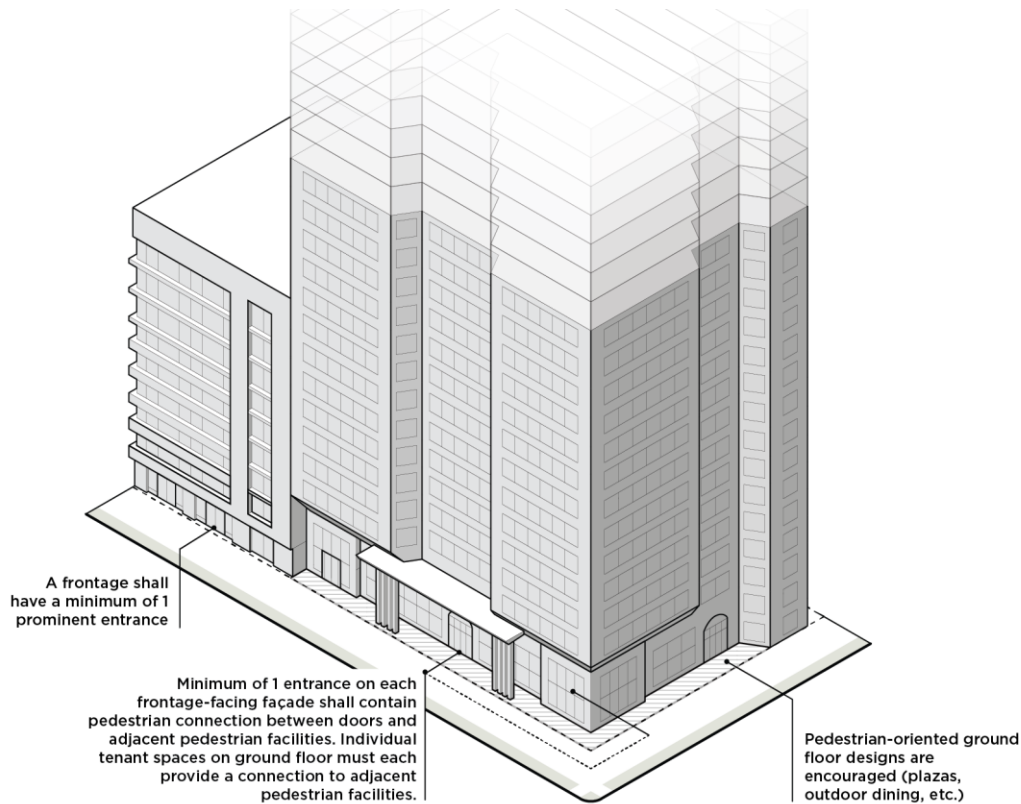 A frontage shall
have a minimum of 1
prominent entrance
Minimum of 1 entrance on each
frontage-facing façade shall contain
pedestrian connection between doors and
adjacent pedestrian facilities. Individual
tenant spaces on ground floor must each
provide a connection to adjacent
pedestrian facilities.
Pedestrian-oriented ground
floor designs are
encouraged (plazas,
outdoor dining, etc.)